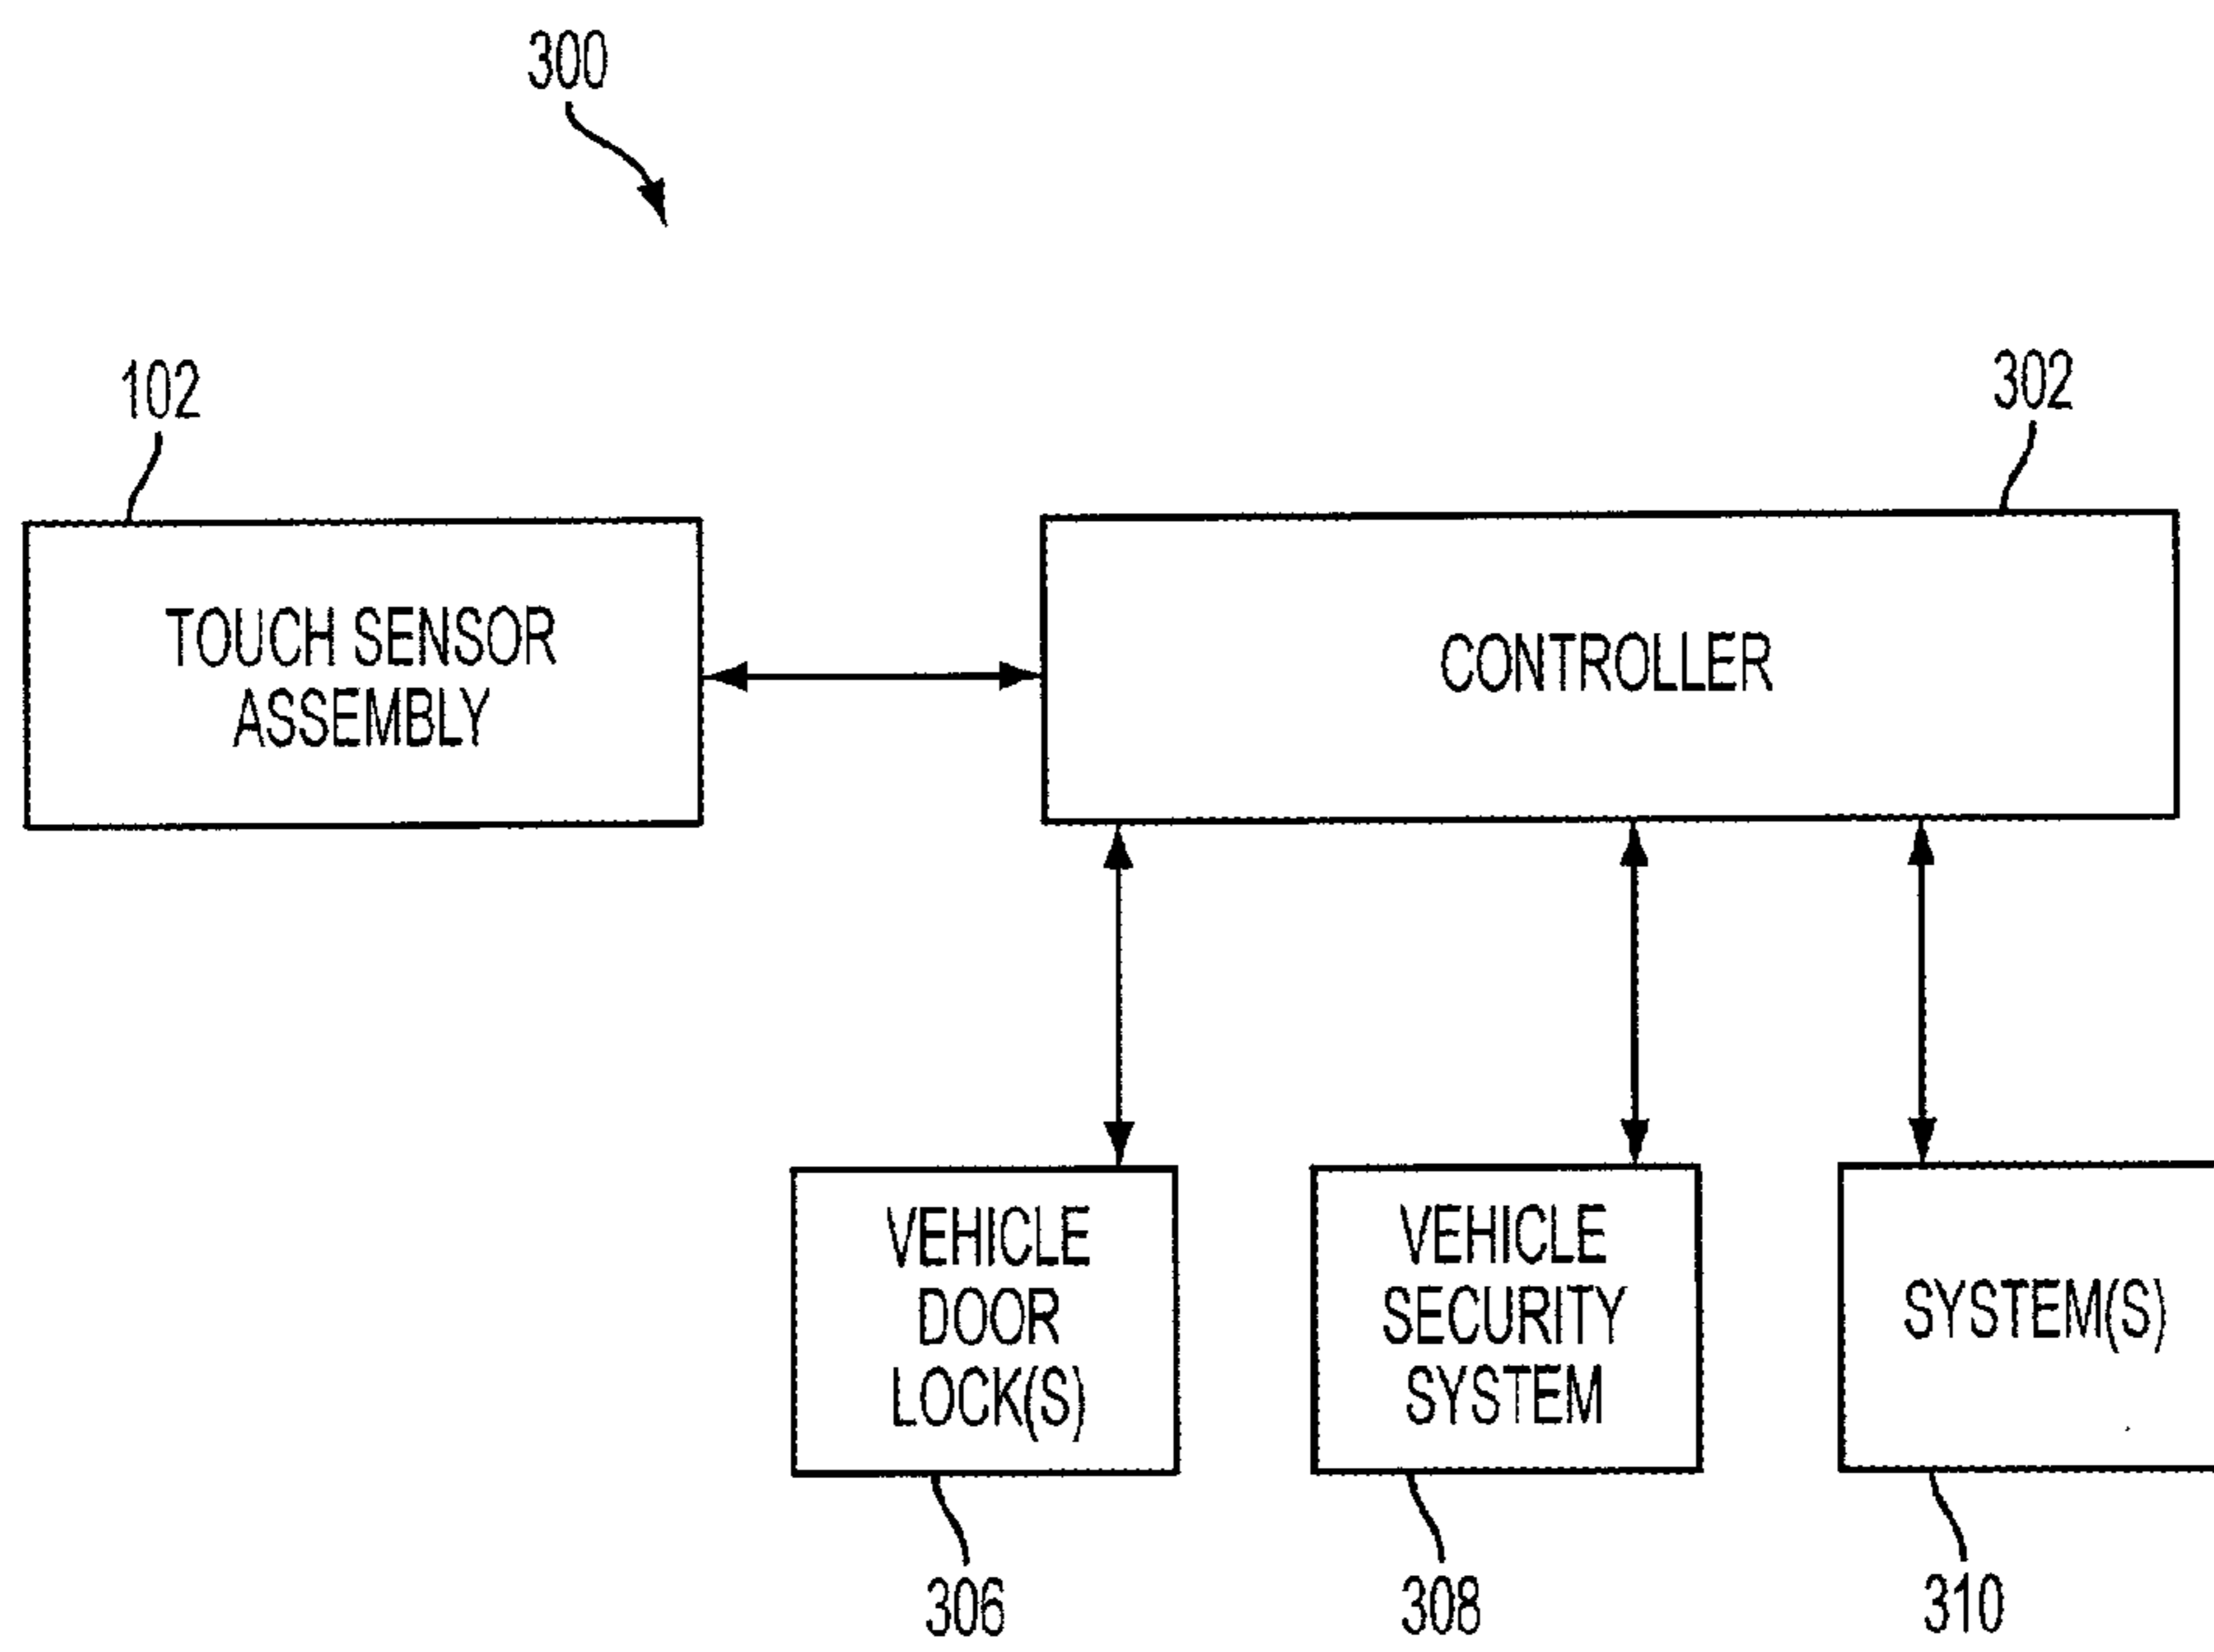 300
102
302
TOUCH SENSOR
ASSEMBLY
CONTROLLER
VEHICLE
DOOR
LOCK(S)
VEHICLE
SECURITY
SYSTEM
SYSTEM(S)
306
308
310